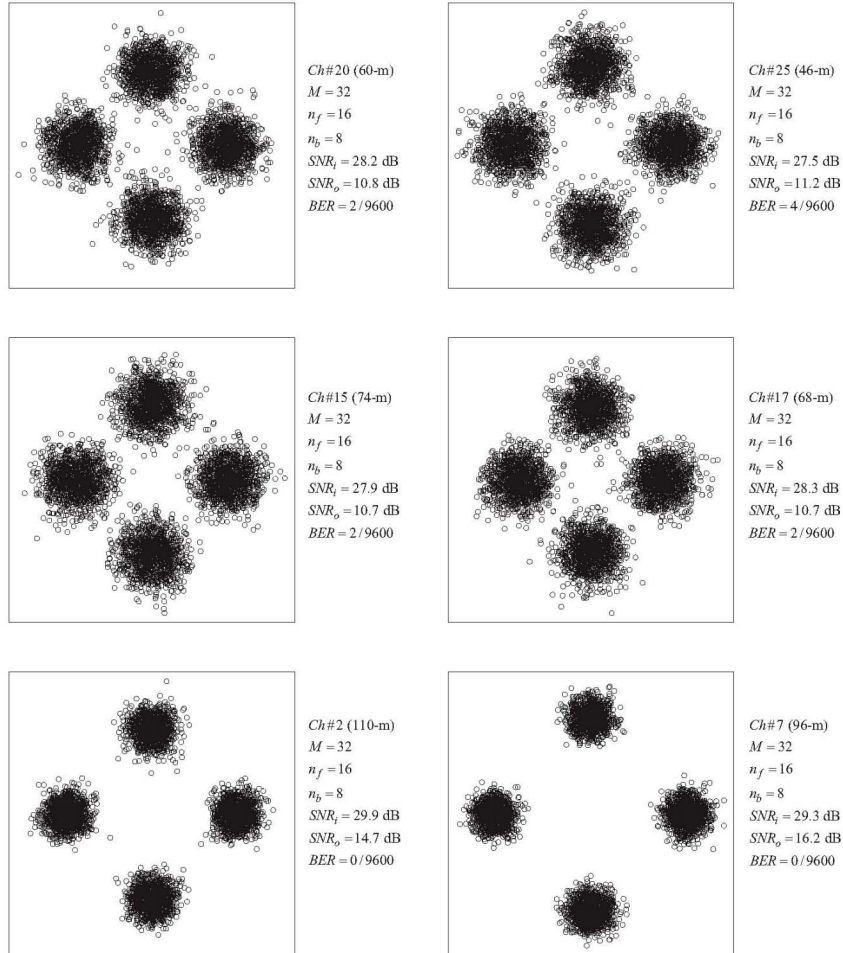 Ch#20 (60-m)
M = 32
n_f = 16
n_b = 8
SNR_i = 28.2 dB
SNR_o = 10.8 dB
BER = 2/9600
Ch#25 (46-m)
M = 32
n_f = 16
n_b = 8
SNR_i = 27.5 dB
SNR_o = 11.2 dB
BER = 4/9600
Ch#15 (74-m)
M = 32
n_f = 16
n_b = 8
SNR_i = 27.9 dB
SNR_o = 10.7 dB
BER = 2/9600
Ch#17 (68-m)
M = 32
n_f = 16
n_b = 8
SNR_i = 28.3 dB
SNR_o = 10.7 dB
BER = 2/9600
Ch#2 (110-m)
M = 32
n_f = 16
n_b = 8
SNR_i = 29.9 dB
SNR_o = 14.7 dB
BER = 0/9600
Ch#7 (96-m)
M = 32
n_f = 16
n_b = 8
SNR_i = 29.3 dB
SNR_o = 16.2 dB
BER = 0/9600